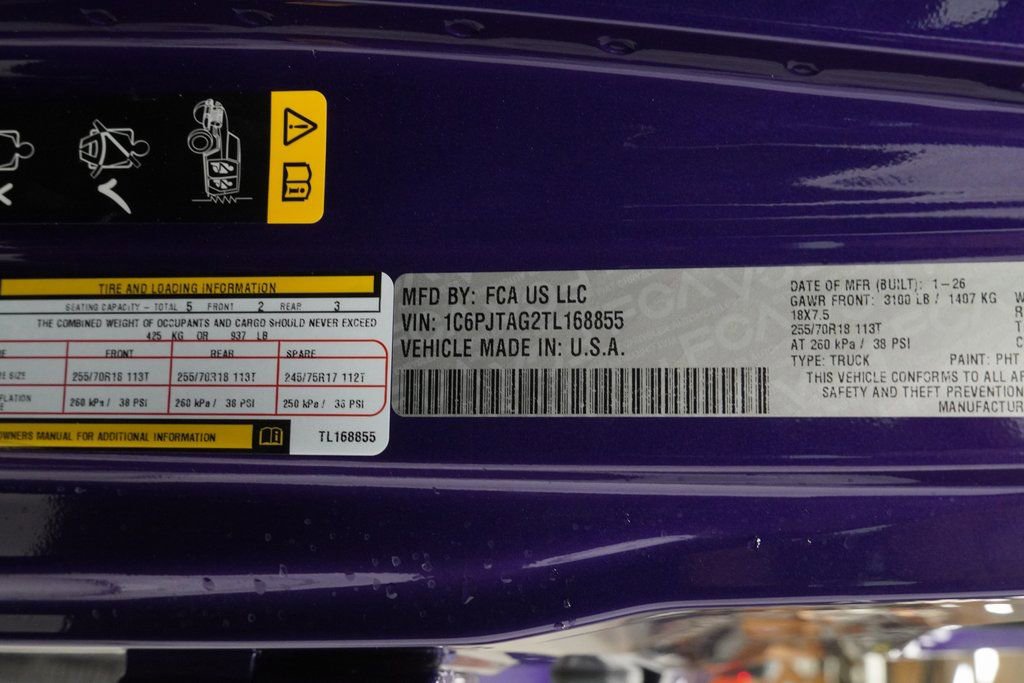 TIRE AND LOADING INFORMATION
SEATING CAPACITY - TOTAL 5 FRONT 2 REAR 3
THE COMBINED WEIGHT OF OCCUPANTS AND CARGO SHOULD NEVER EXCEED
425 KG OR 937 LB
FRONT REAR SPARE
SIZE 255/70R18 113T 255/70R18 113T 245/75R17 112T
260 kPa / 38 PSI 260 kPa / 38 PSI 250 kPa / 36 PSI
OWNERS MANUAL FOR ADDITIONAL INFORMATION
TL168855
MFD BY: FCA US LLC
VIN: 1C6PJTAG2TL168855
VEHICLE MADE IN: U.S.A.
DATE OF MFR (BUILT): 1-26
GAWR FRONT: 3100 LB / 1407 KG
18X7.5
255/70R18 113T
AT 260 kPa / 38 PSI
TYPE: TRUCK PAINT: PHT
THIS VEHICLE CONFORMS TO ALL
SAFETY AND THEFT PREVENTION